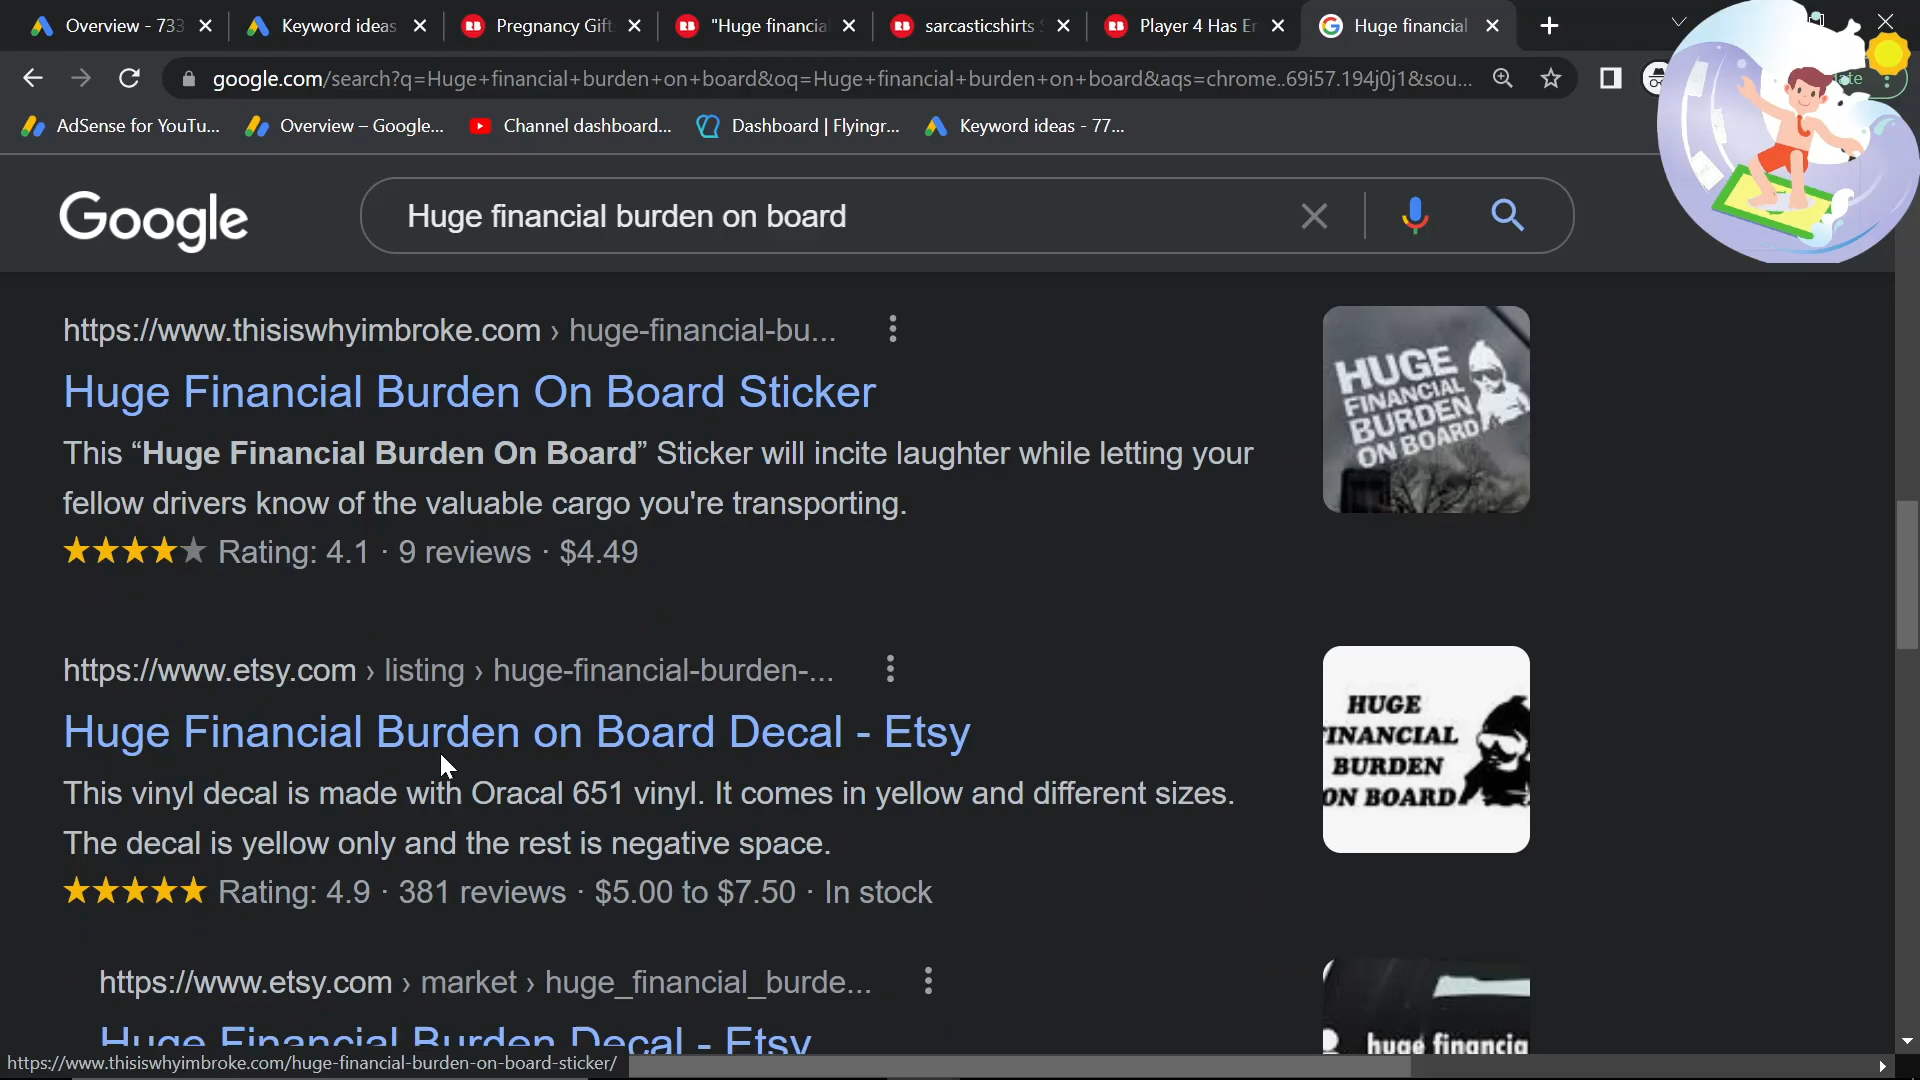 Overview - 733
Keyword ideas
Pregnancy Gift
"Huge financial
sarcasticshirts S
Player 4 Has En
Huge financial
google.com/search?q=Huge+financial+burden+on+board&oq=Huge+financial+burden+on+board&aqs=chrome..69i57.194j0j1&sou...
AdSense for YouTu...
Overview – Google...
Channel dashboard...
Dashboard | Flyingr...
Keyword ideas - 77...
Google
Huge financial burden on board
https://www.thisiswhyimbroke.com › huge-financial-bu...
Huge Financial Burden On Board Sticker
This “Huge Financial Burden On Board” Sticker will incite laughter while letting your
fellow drivers know of the valuable cargo you're transporting.
Rating: 4.1 · 9 reviews · $4.49
HUGE
FINANCIAL
BURDEN
ON BOARD
https://www.etsy.com › listing › huge-financial-burden-...
Huge Financial Burden on Board Decal - Etsy
This vinyl decal is made with Oracal 651 vinyl. It comes in yellow and different sizes.
The decal is yellow only and the rest is negative space.
Rating: 4.9 · 381 reviews · $5.00 to $7.50 · In stock
HUGE
INANCIAL
BURDEN
ON BOARD
https://www.etsy.com › market › huge_financial_burde...
Huge Financial Burden Decal - Etsy
huge financia
https://www.thisiswhyimbroke.com/huge-financial-burden-on-board-sticker/